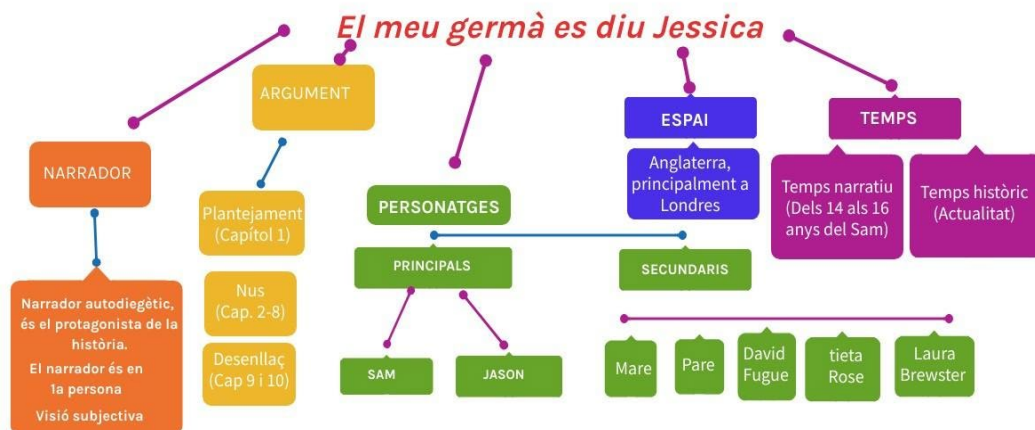 El meu germà es diu Jessica
NARRADOR
Narrador autodiegètic,
és el protagonista de la
història.
El narrador és en
1a persona
Visió subjectiva
ARGUMENT
Plantejament
(Capítol 1)
Nus
(Cap. 2-8)
Desenllaç
(Cap 9 i 10)
PERSONATGES
PRINCIPALS
SAM
JASON
SECUNDARIS
Mare
Pare
David
Fugue
tieta
Rose
Laura
Brewster
ESPAI
Anglaterra,
principalment a
Londres
TEMPS
Temps narratiu
(Dels 14 als 16
anys del Sam)
Temps històric
(Actualitat)